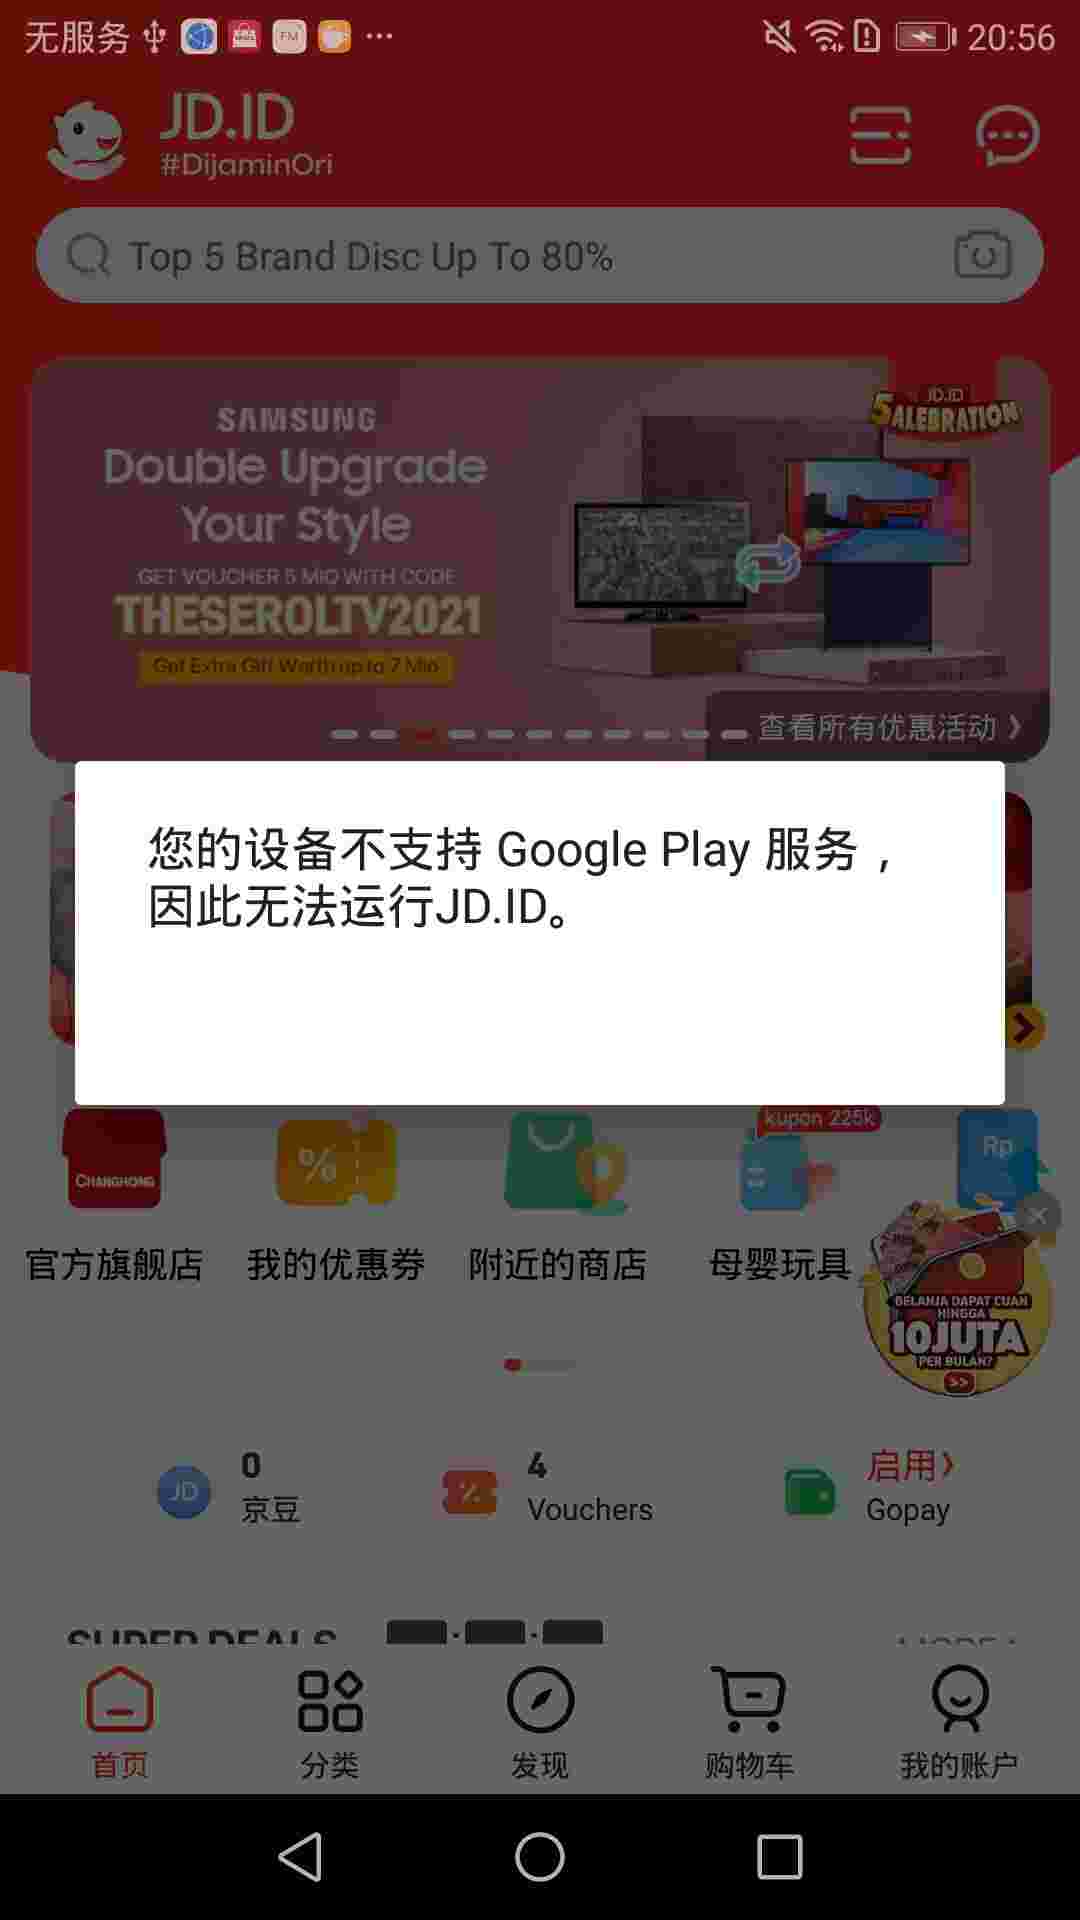 无服务
FM
20:56
JD.ID
#DijaminOri
Top 5 Brand Disc Up To 80%
JD.ID
5ALEBRATION
SAMSUNG
Double Upgrade
Your Style
GET VOUCHER 5 MIO WITH CODE
THESEROLTV2021
Get Extra Gift Worth up to 7 Mio
查看所有优惠活动 》
您的设备不支持 Google Play 服务，
因此无法运行JD.ID。
CHANGHONG
%
kupon 225k
Rp
官方旗舰店
我的优惠券
附近的商店
母婴玩具
BELANJA DAPAT CUAN
HINGGA
10JUTA
PER BULAN?
>>
JD
0
京豆
4
Vouchers
启用》
Gopay
SUPER DEALS
首页
分类
发现
购物车
我的账户